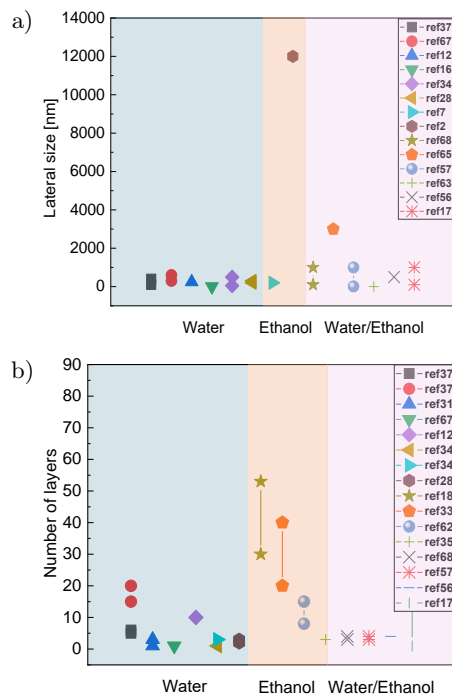 a)
14000
12000
10000
8000
6000
4000
2000
0
Lateral size [nm]
ref37
ref67
ref12
ref16
ref34
ref28
ref7
ref2
ref68
ref65
ref57
ref63
ref56
ref17
Water Ethanol Water/Ethanol
b)
90
80
70
60
50
40
30
20
10
0
Number of layers
ref37
ref37
ref31
ref67
ref12
ref34
ref34
ref28
ref18
ref33
ref62
ref35
ref68
ref57
ref56
ref17
Water Ethanol Water/Ethanol